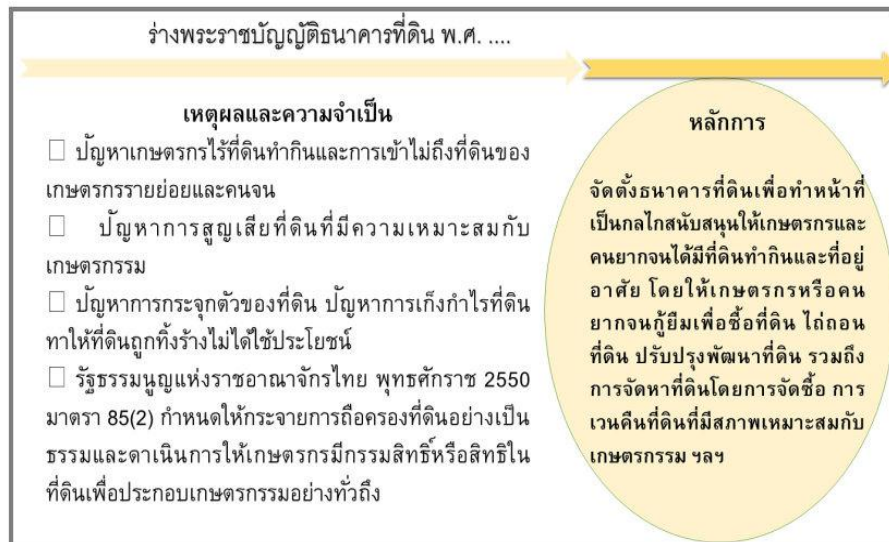 ร่างพระราชบัญญัติธนาคารที่ดิน พ.ศ. ....
เหตุผลและความจำเป็น
□ ปัญหาเกษตรกรไร้ที่ดินทำกินและการเข้าไม่ถึงที่ดินของ
เกษตรกรรายย่อยและคนจน
□ ปัญหาการสูญเสียที่ดินที่มีความเหมาะสมกับ
เกษตรกรรม
□ ปัญหาการกระจุกตัวของที่ดิน ปัญหาการเก็งกำไรที่ดิน
ทาให้ที่ดินถูกทิ้งร้างไม่ได้ใช้ประโยชน์
□ รัฐธรรมนูญแห่งราชอาณาจักรไทย พุทธศักราช 2550
มาตรา 85(2) กำหนดให้กระจายการถือครองที่ดินอย่างเป็น
ธรรมและดาเนินการให้เกษตรกรมีกรรมสิทธิ์หรือสิทธิใน
ที่ดินเพื่อประกอบเกษตรกรรมอย่างทั่วถึง
หลักการ
จัดตั้งธนาคารที่ดินเพื่อทำหน้าที่
เป็นกลไกสนับสนุนให้เกษตรกรและ
คนยากจนได้มีที่ดินทำกินและที่อยู่
อาศัย โดยให้เกษตรกรหรือคน
ยากจนกู้ยืมเพื่อซื้อที่ดิน ไถ่ถอน
ที่ดิน ปรับปรุงพัฒนาที่ดิน รวมถึง
การจัดหาที่ดินโดยการจัดซื้อ การ
เวนคืนที่ดินที่มีสภาพเหมาะสมกับ
เกษตรกรรม ฯลฯ